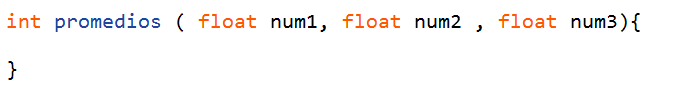 int promedios ( float num1, float num2 , float num3){
}